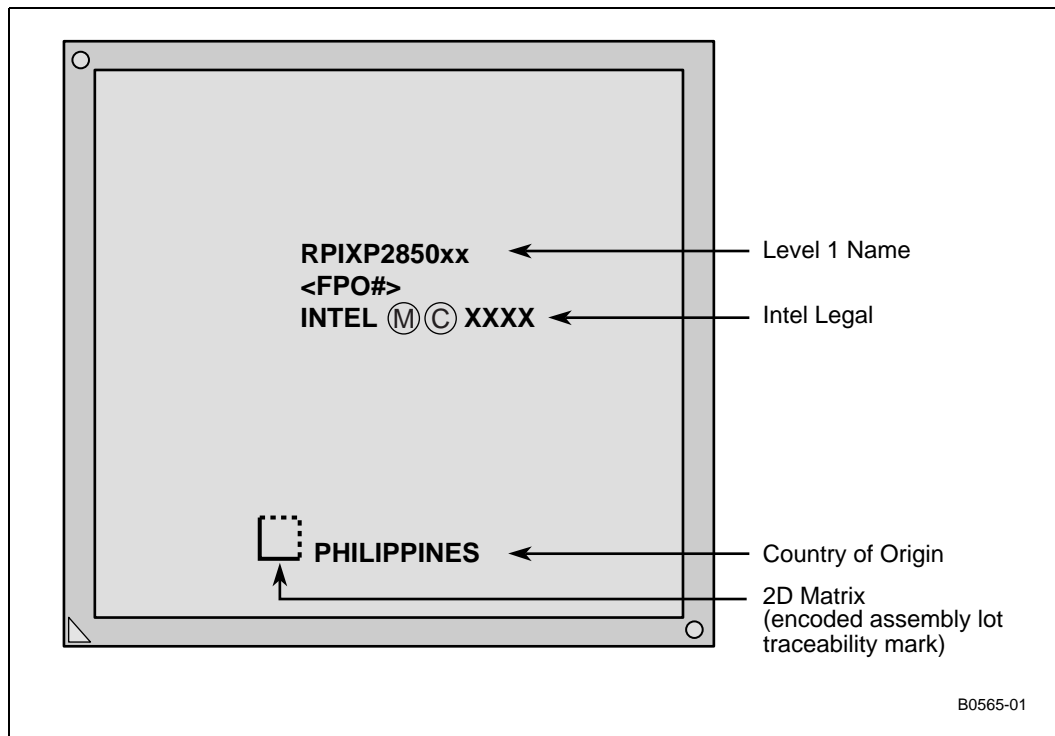 RPIXP2850xx
<FPO#>
INTEL Ⓜ Ⓒ XXXX
PHILIPPINES
Level 1 Name
Intel Legal
Country of Origin
2D Matrix
(encoded assembly lot
traceability mark)
B0565-01